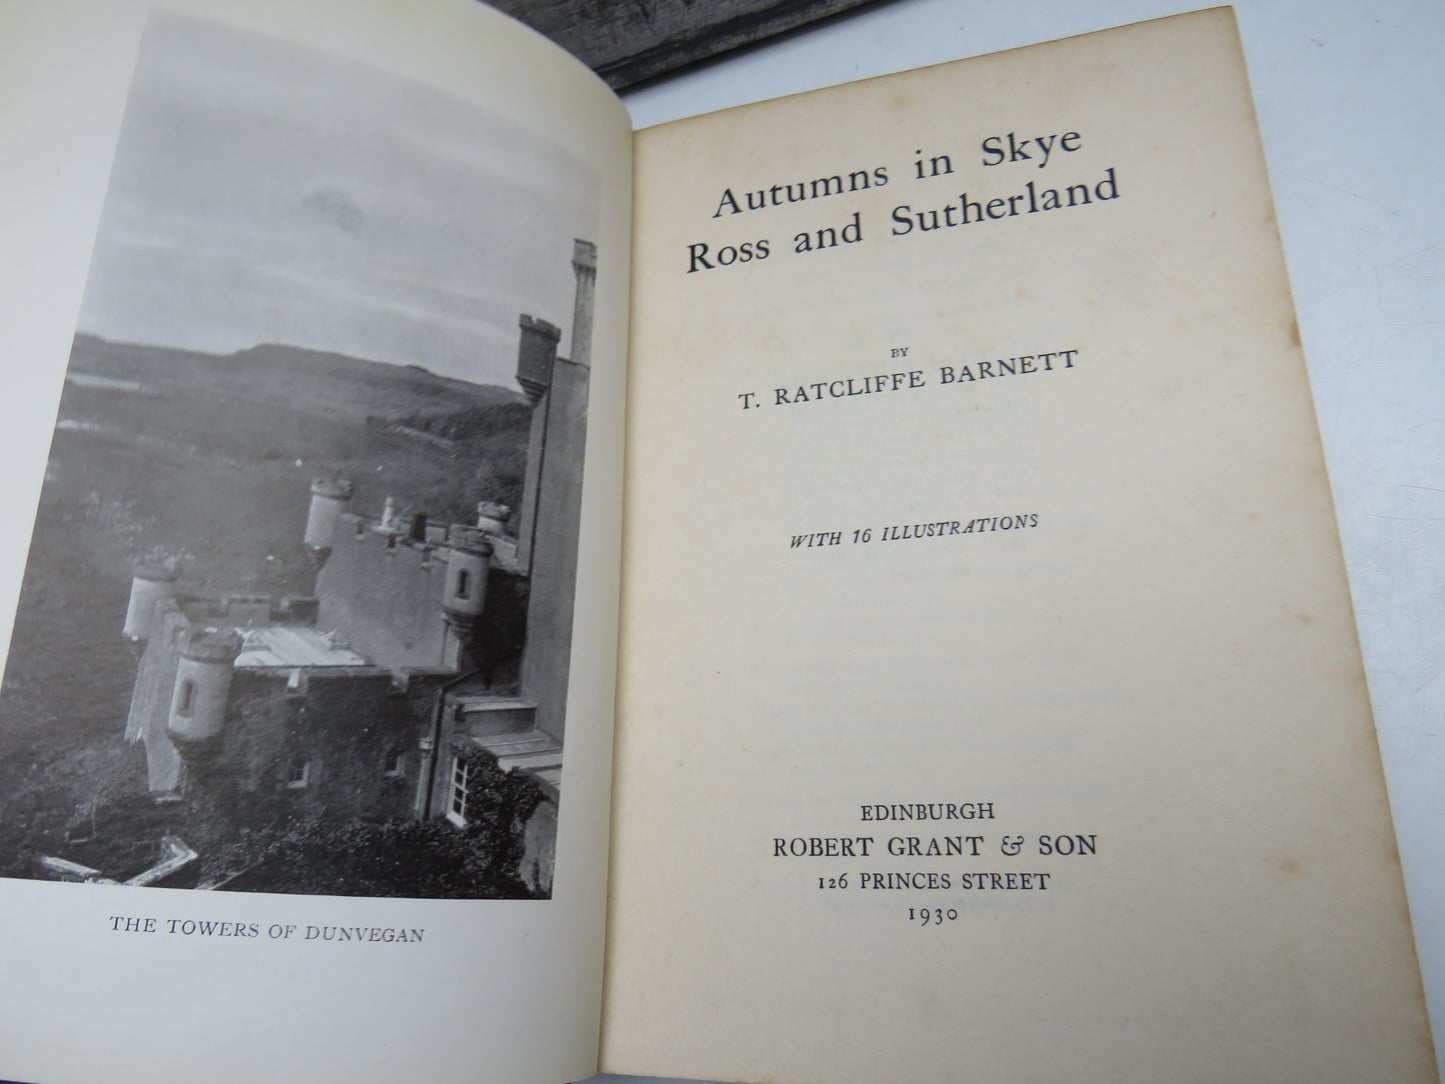 THE TOWERS OF DUNVEGAN
Autumns in Skye
Ross and Sutherland
BY
T. RATCLIFFE BARNETT
WITH 16 ILLUSTRATIONS
EDINBURGH
ROBERT GRANT & SON
126 PRINCES STREET
1930